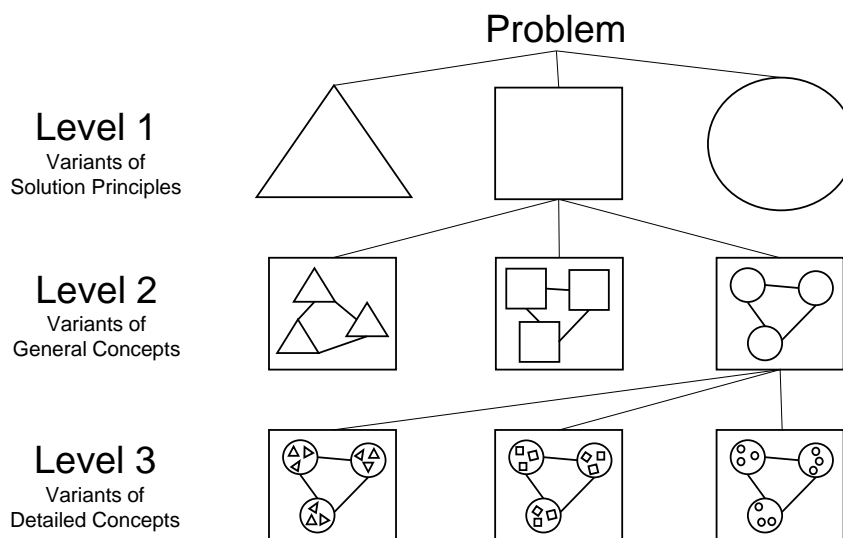 Problem
Level 1
Variants of
Solution Principles
Level 2
Variants of
General Concepts
Level 3
Variants of
Detailed Concepts